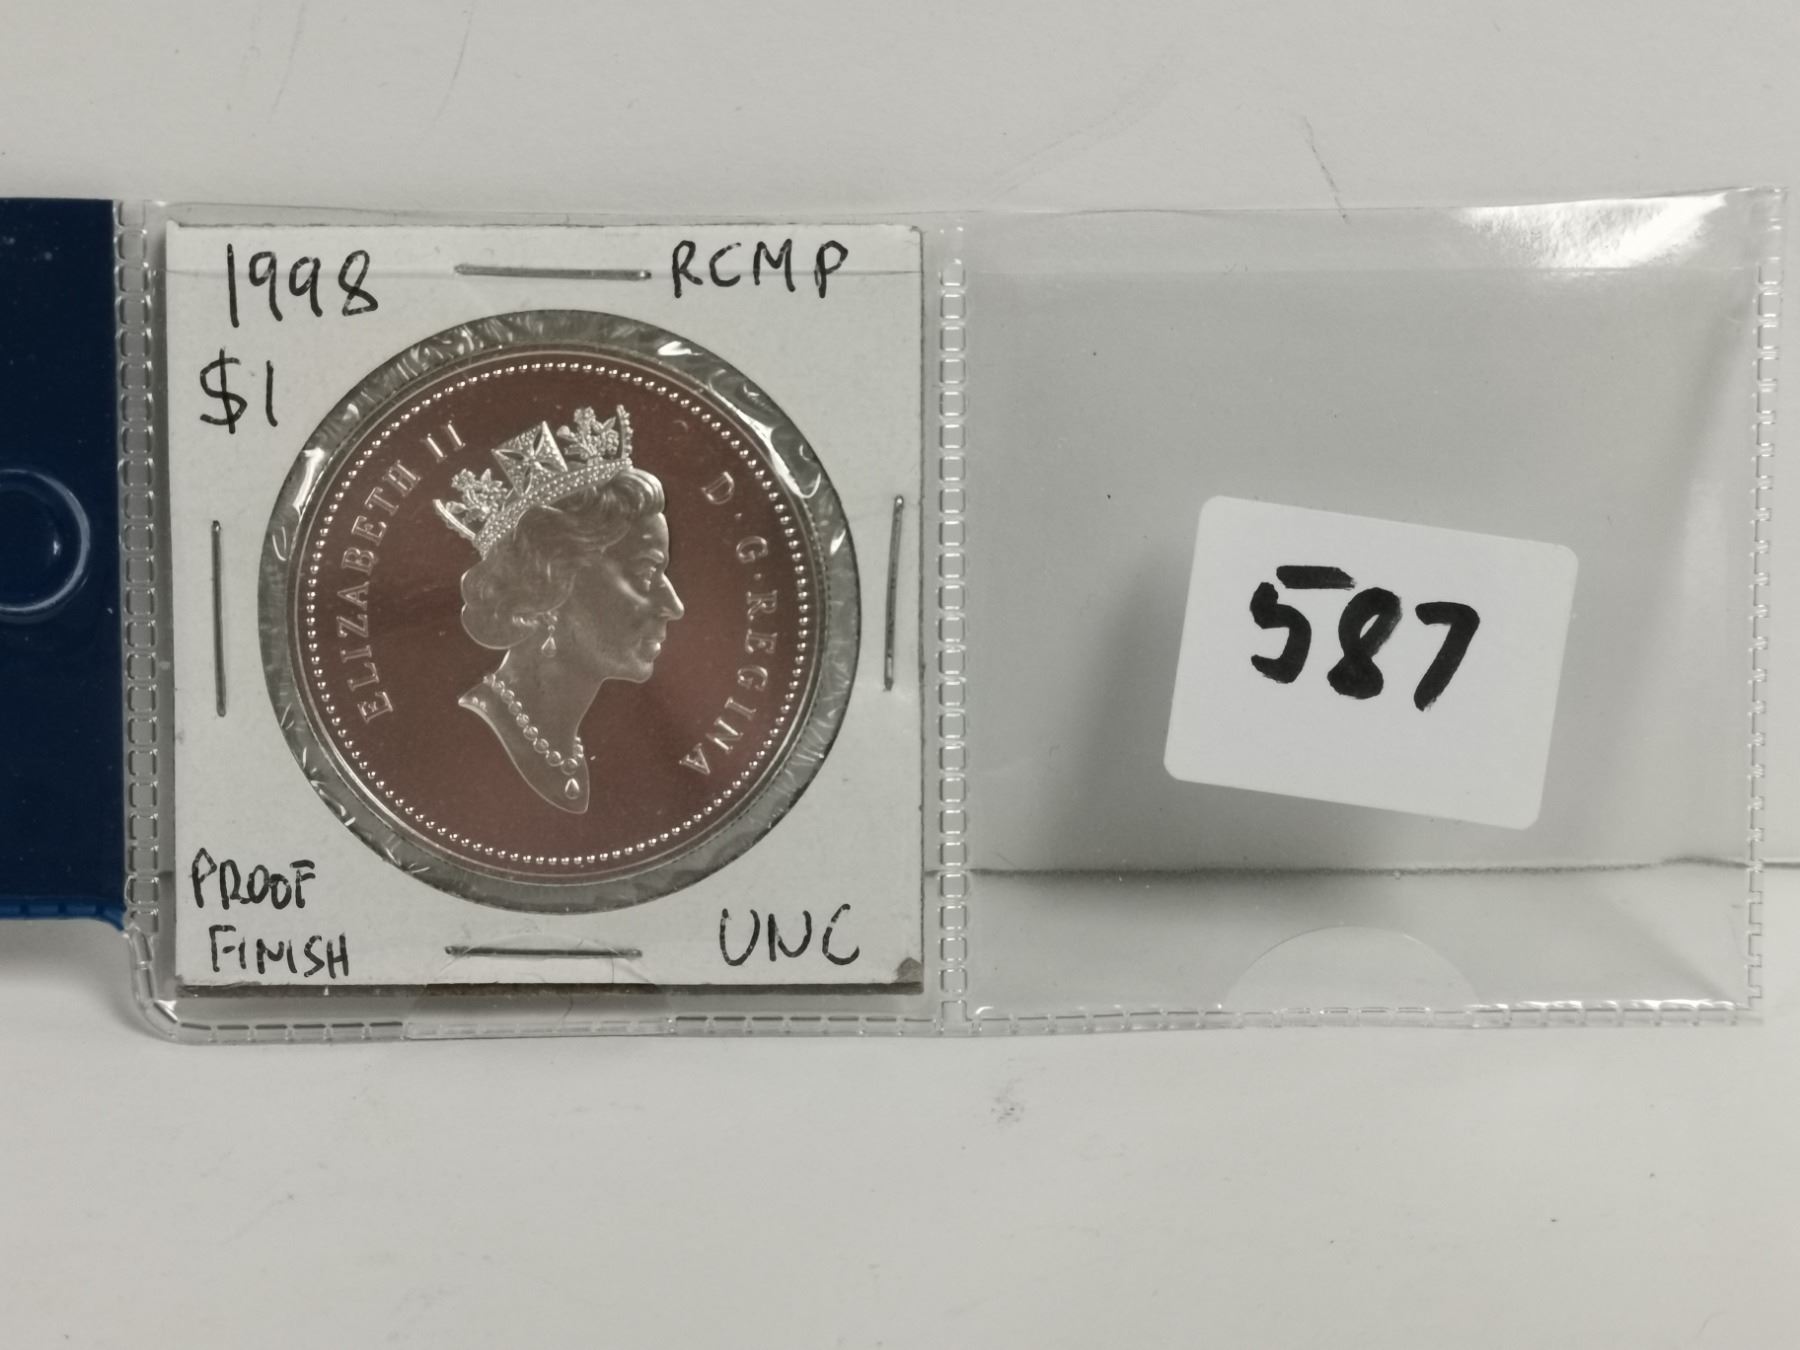 1998
RCMP
$1
ELIZABETH II
D·G·REGINA
PROOF
FINISH
UNC
587